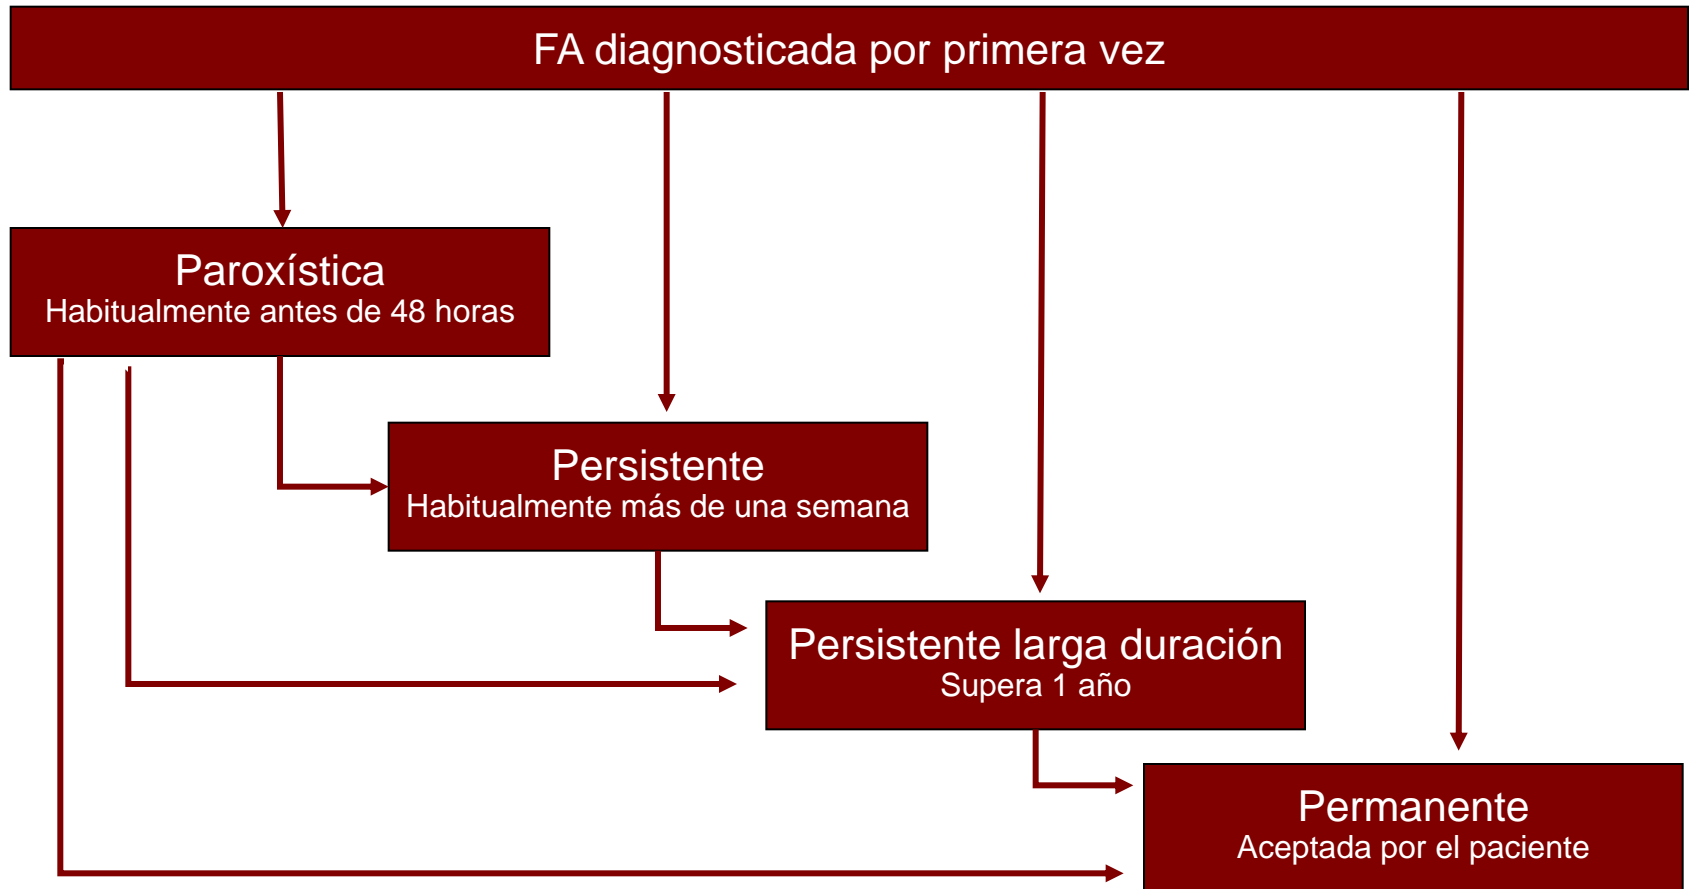 FA diagnosticada por primera vez
Paroxística
Habitualmente antes de 48 horas
Persistente
Habitualmente más de una semana
Persistente larga duración
Supera 1 año
Permanente
Aceptada por el paciente